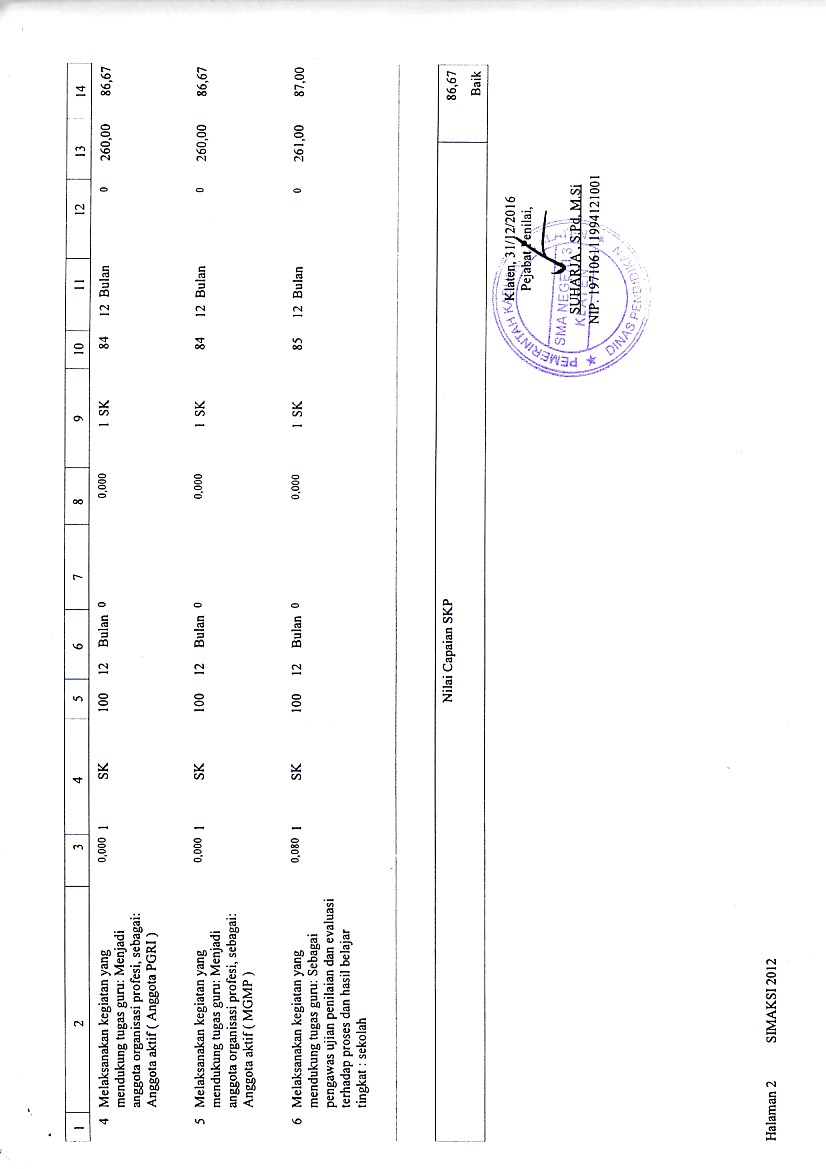 1 2 3 4 5 6 7 8 9 10 11 12 13 14
4 Melaksanakan kegiatan yang 0,000 1 SK 100 12 Bulan 0 0,000 1 SK 84 12 Bulan 0 260,00 86,67
mendukung tugas guru: Menjadi
anggota organisasi profesi, sebagai:
Anggota aktif ( Anggota PGRI )
5 Melaksanakan kegiatan yang 0,000 1 SK 100 12 Bulan 0 0,000 1 SK 84 12 Bulan 0 260,00 86,67
mendukung tugas guru: Menjadi
anggota organisasi profesi, sebagai:
Anggota aktif ( MGMP )
6 Melaksanakan kegiatan yang 0,080 1 SK 100 12 Bulan 0 0,000 1 SK 85 12 Bulan 0 261,00 87,00
mendukung tugas guru: Sebagai
pengawas ujian penilaian dan evaluasi
terhadap proses dan hasil belajar
tingkat : sekolah
Nilai Capaian SKP 86,67
Baik
Klaten, 31/12/2016
Pejabat Penilai,
SUHARJA , S.Pd, M.Si
NIP. 197106111994121001
PEMERINTAH
SMA NEGERI 3
KLATEN
DINAS PENDIDIKAN
Halaman 2 SIMAKSI 2012